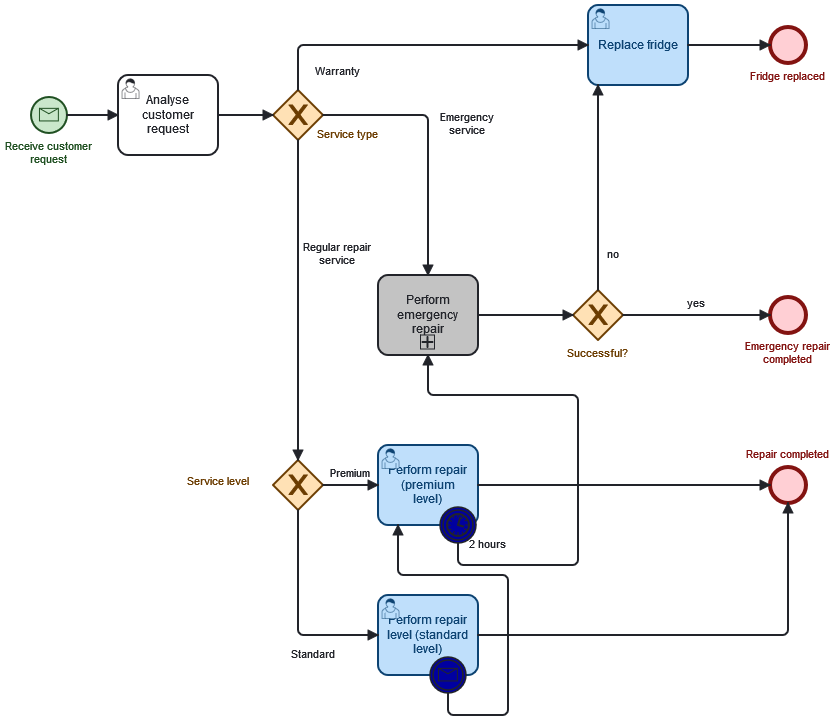 Replace fridge
Fridge replaced
Warranty
Analyse
customer
request
Service type
Emergency
service
Receive customer
request
Regular repair
service
no
Perform
emergency
repair
yes
Successful?
Emergency repair
completed
Service level
Premium
Perform repair
(premium
level)
Repair completed
2 hours
Perform repair
level (standard
level)
Standard